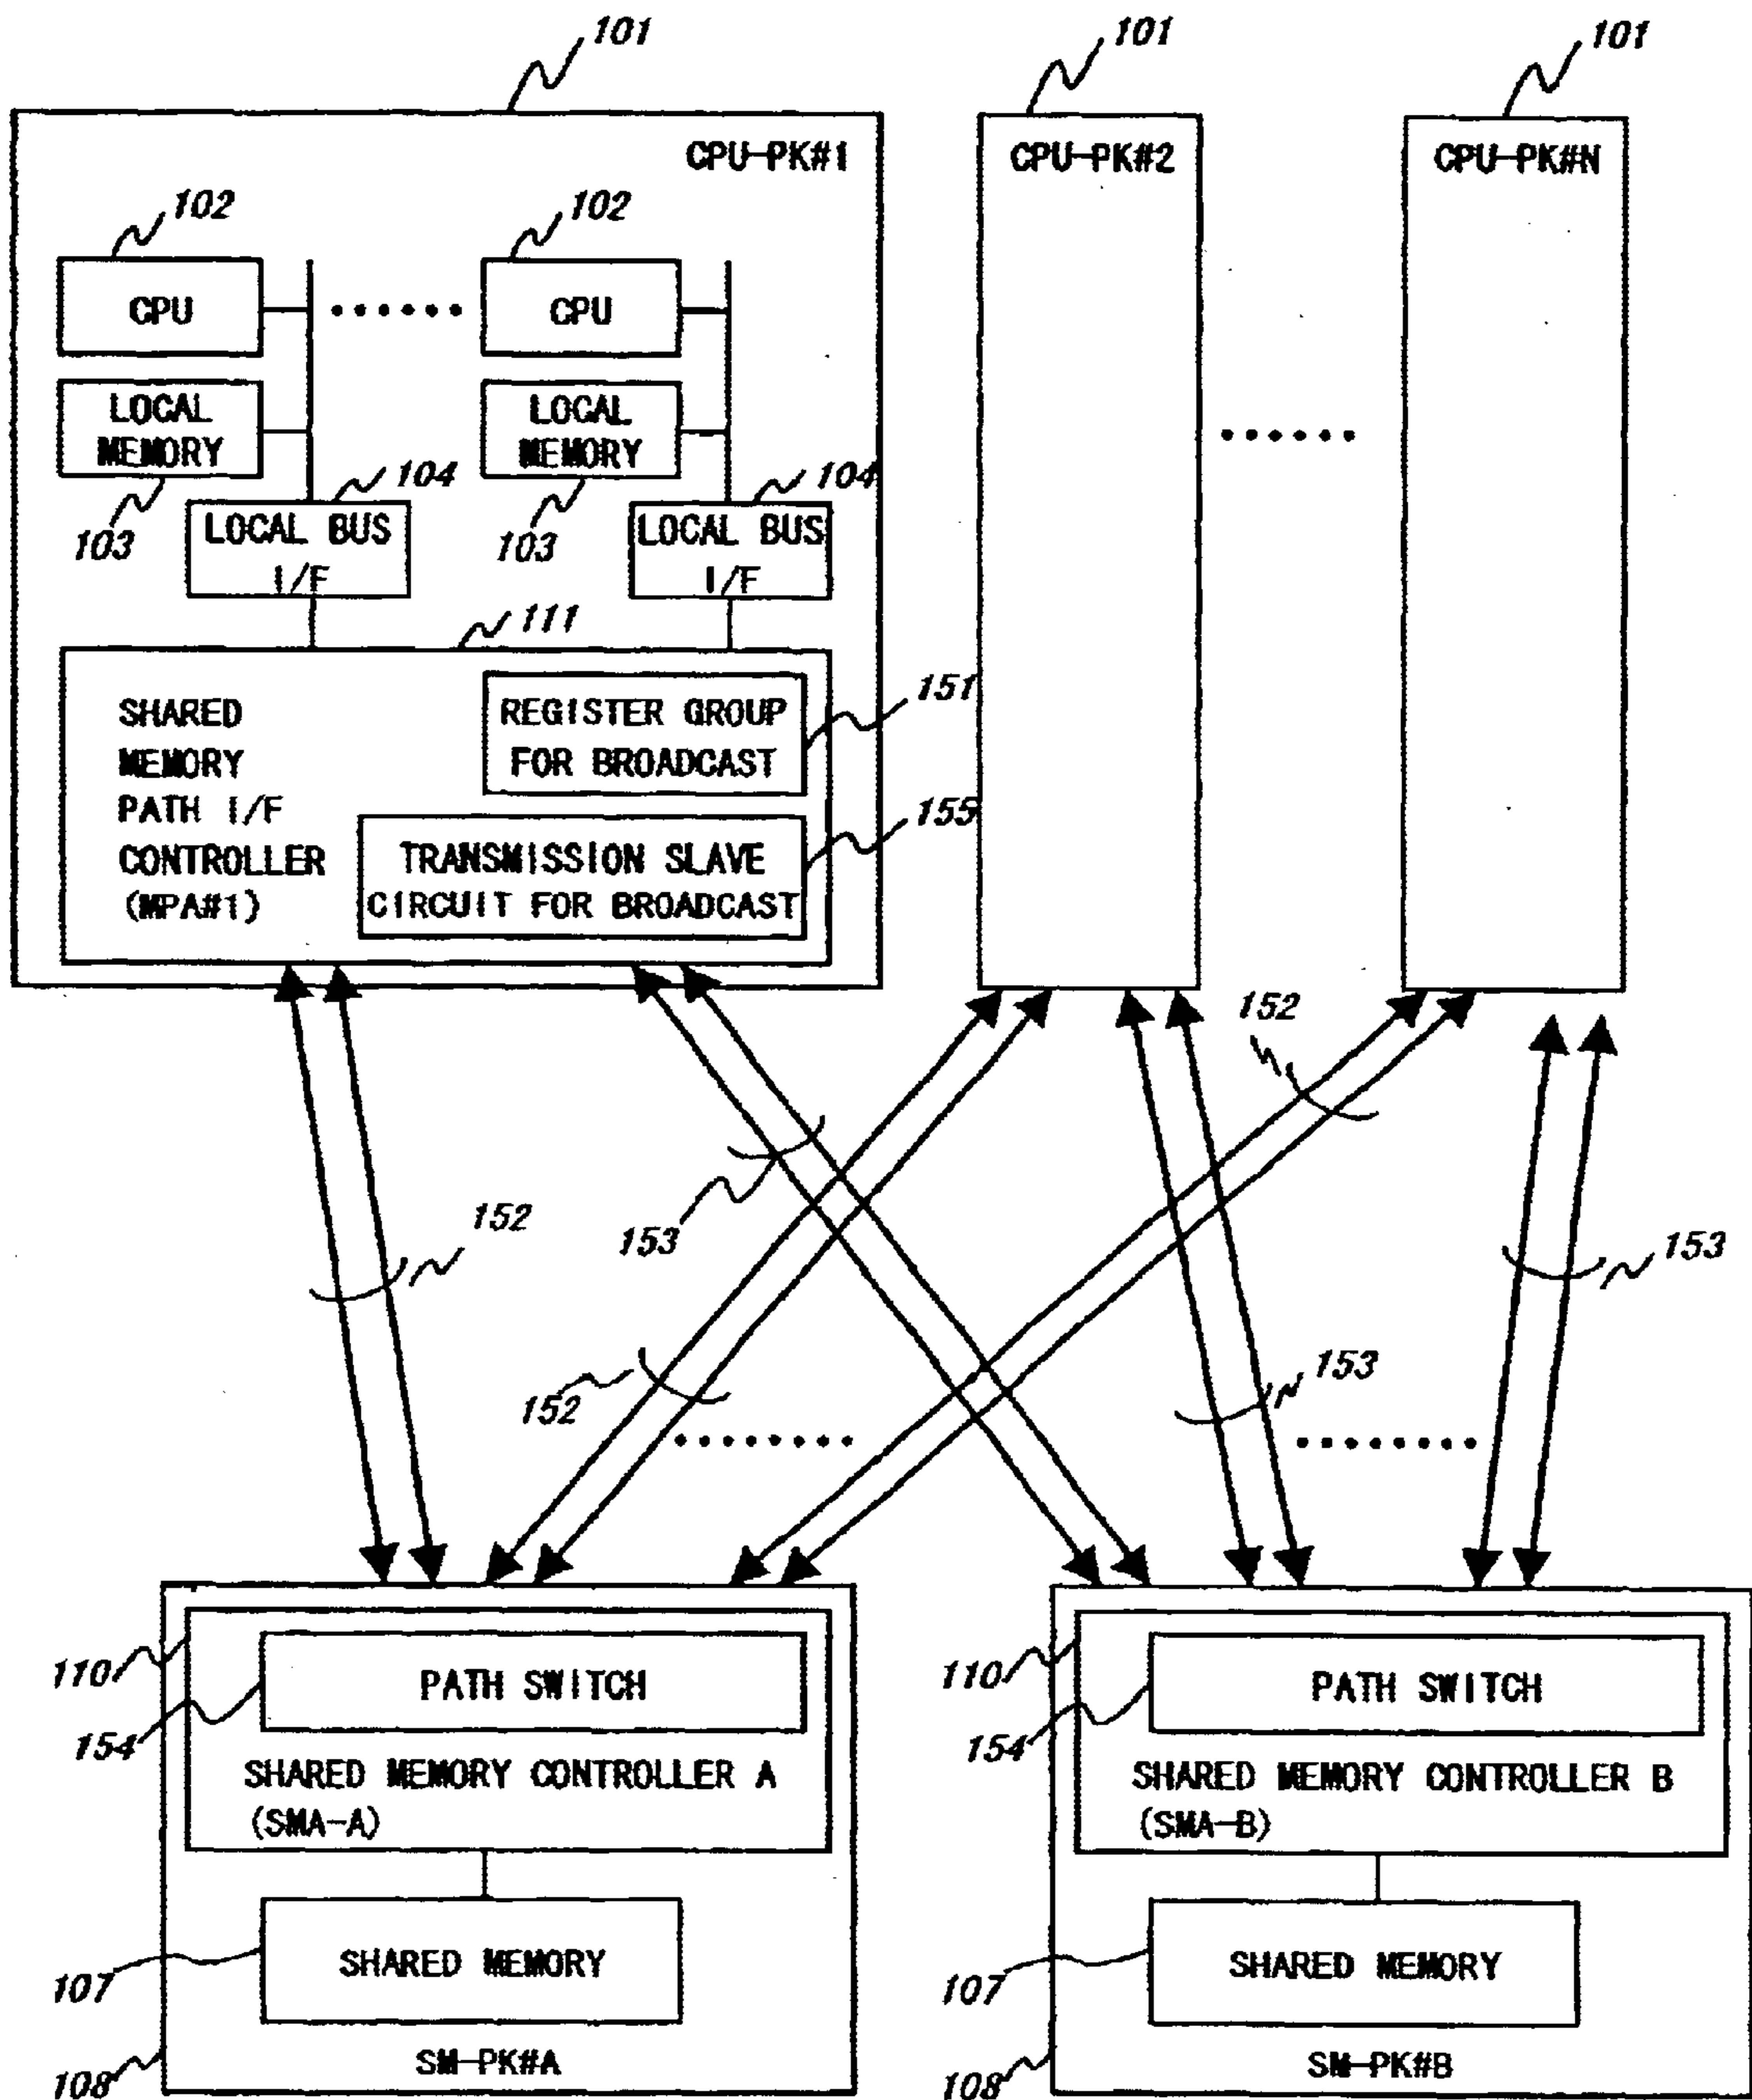 101
101
101
CPU-PK#1
CPU-PK#2
CPU-PK#N
102
102
CPU
CPU
LOCAL
MEMORY
LOCAL
MEMORY
104
104
103
103
LOCAL BUS
I/F
LOCAL BUS
I/F
111
SHARED
MEMORY
PATH I/F
CONTROLLER
(MPA#1)
REGISTER GROUP
FOR BROADCAST
151
TRANSMISSION SLAVE
CIRCUIT FOR BROADCAST
155
152
152
153
153
152
153
110
PATH SWITCH
154
SHARED MEMORY CONTROLLER A
(SMA-A)
107
SHARED MEMORY
108
SM-PK#A
110
PATH SWITCH
154
SHARED MEMORY CONTROLLER B
(SMA-B)
107
SHARED MEMORY
108
SM-PK#B